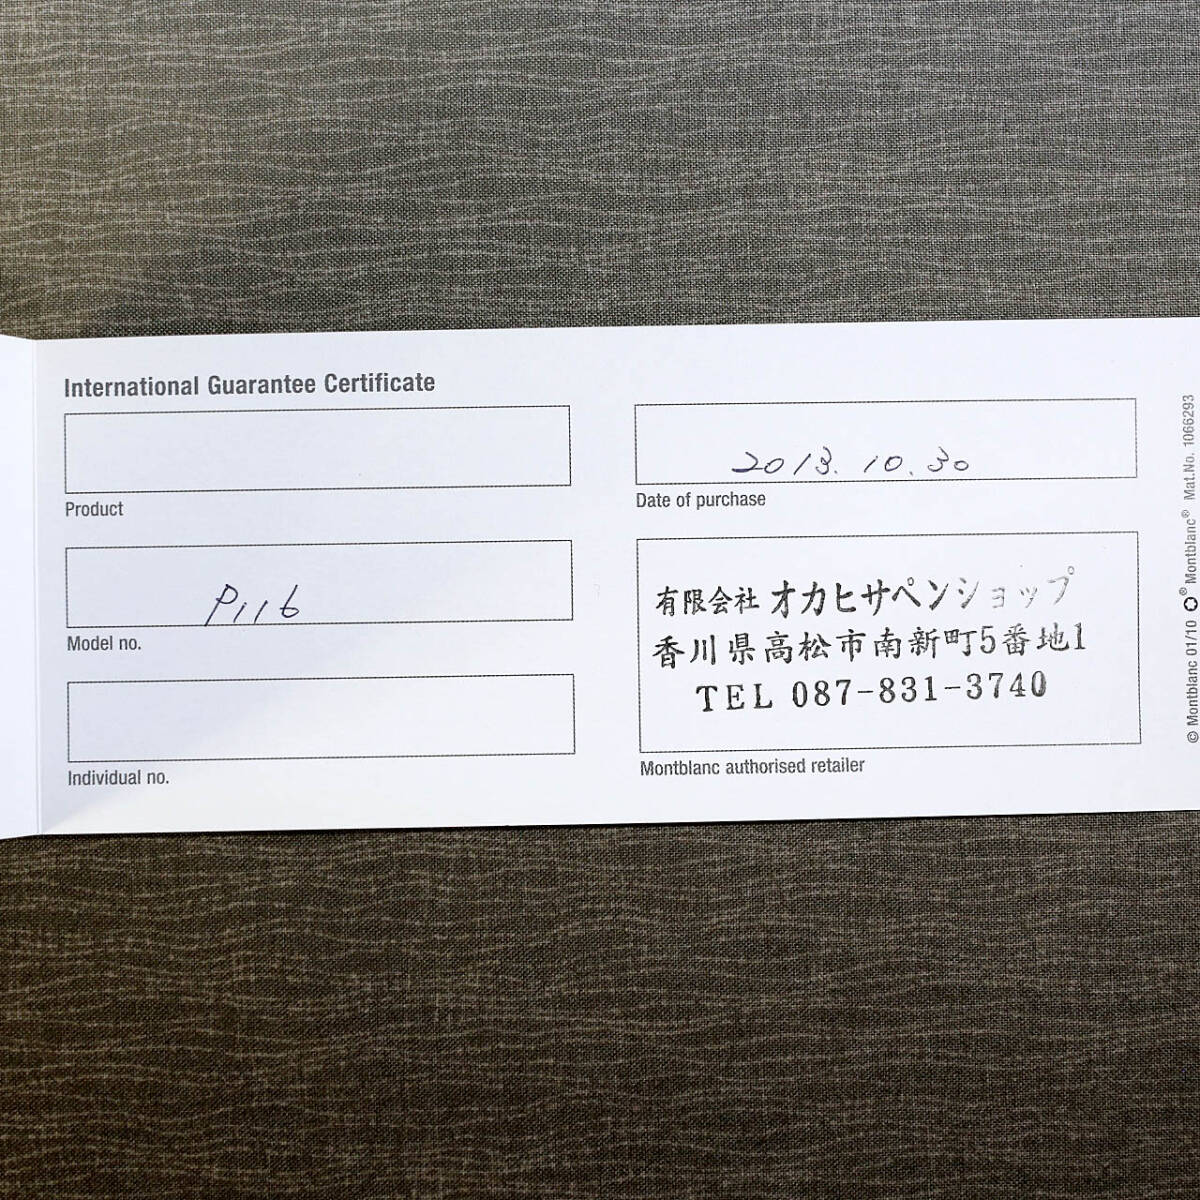 International Guarantee Certificate
Product
P116
Model no.
Individual no.
2013. 10. 30
Date of purchase
有限会社 オカヒサペンショップ
香川県高松市南新町5番地1
TEL 087-831-3740
Montblanc authorised retailer
© Montblanc 01/10 ® Montblanc® Mat.No. 1066293